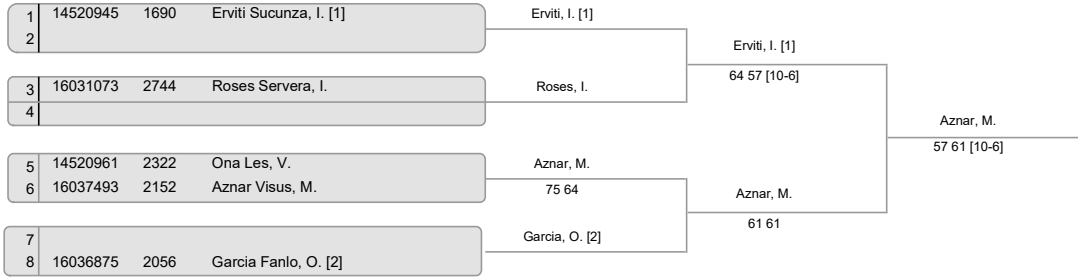 1 14520945 1690 Erviti Sucunza, I. [1]
2
3 16031073 2744 Roses Servera, I.
4
5 14520961 2322 Ona Les, V.
6 16037493 2152 Aznar Visus, M.
7
8 16036875 2056 Garcia Fanlo, O. [2]
Erviti, I. [1]
Roses, I.
Aznar, M.
75 64
Garcia, O. [2]
Erviti, I. [1]
64 57 [10-6]
Aznar, M.
61 61
Aznar, M.
57 61 [10-6]